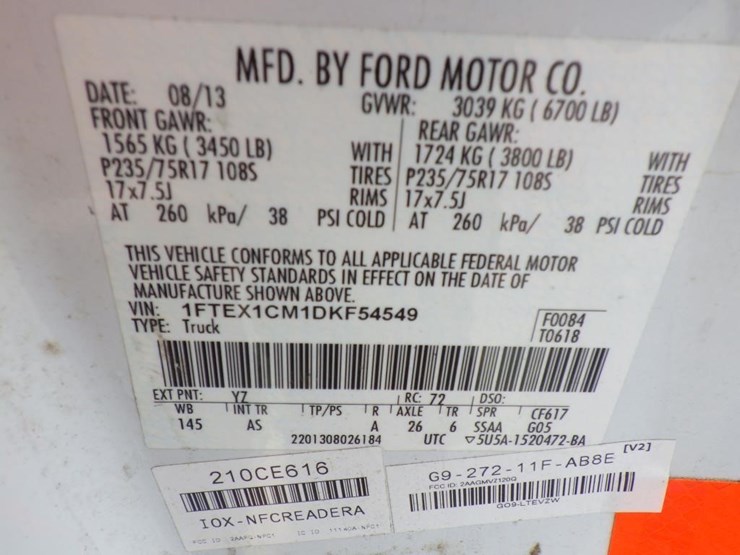 MFD. BY FORD MOTOR CO.
DATE: 08/13 GVWR: 3039 KG ( 6700 LB)
FRONT GAWR: REAR GAWR:
1565 KG ( 3450 LB) WITH 1724 KG ( 3800 LB) WITH
P235/75R17 108S TIRES P235/75R17 108S TIRES
17x7.5J RIMS 17x7.5J RIMS
AT 260 kPa/ 38 PSI COLD AT 260 kPa/ 38 PSI COLD
THIS VEHICLE CONFORMS TO ALL APPLICABLE FEDERAL MOTOR
VEHICLE SAFETY STANDARDS IN EFFECT ON THE DATE OF
MANUFACTURE SHOWN ABOVE.
VIN: 1FTEX1CM1DKF54549 F0084
TYPE: Truck T0618
EXT PNT: YZ RC: 72 DSO:
WB INT TR TP/PS R AXLE TR SPR CF617
145 AS A 26 6 SSAA G05
2201308026184 UTC ▽5U5A-1520472-BA
210CE616
IOX-NFCREADERA
G9-272-11F-AB8E [V2]
FCC ID: 2AAGMVZ120G
GO9-LTEVZW